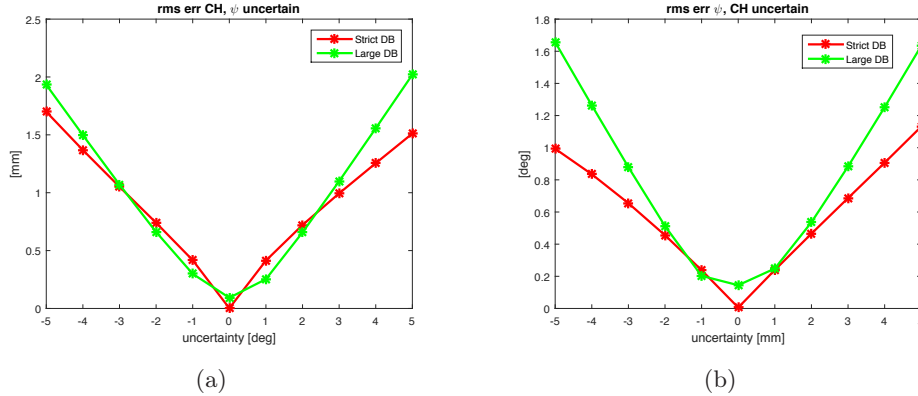 rms err CH, ψ uncertain
2.5
2
1.5
1
0.5
0
[mm]
Strict DB
Large DB
-5 -4 -3 -2 -1 0 1 2 3 4 5
uncertainty [deg]
(a)
rms err ψ, CH uncertain
1.8
1.6
1.4
1.2
1
0.8
0.6
0.4
0.2
0
[deg]
Strict DB
Large DB
-5 -4 -3 -2 -1 0 1 2 3 4
uncertainty [mm]
(b)